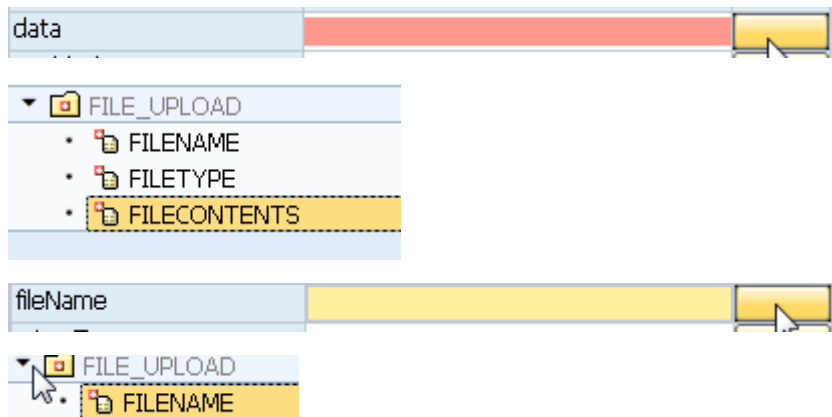 data
FILE_UPLOAD
FILENAME
FILETYPE
FILECONTENTS
fileName
FILE_UPLOAD
FILENAME